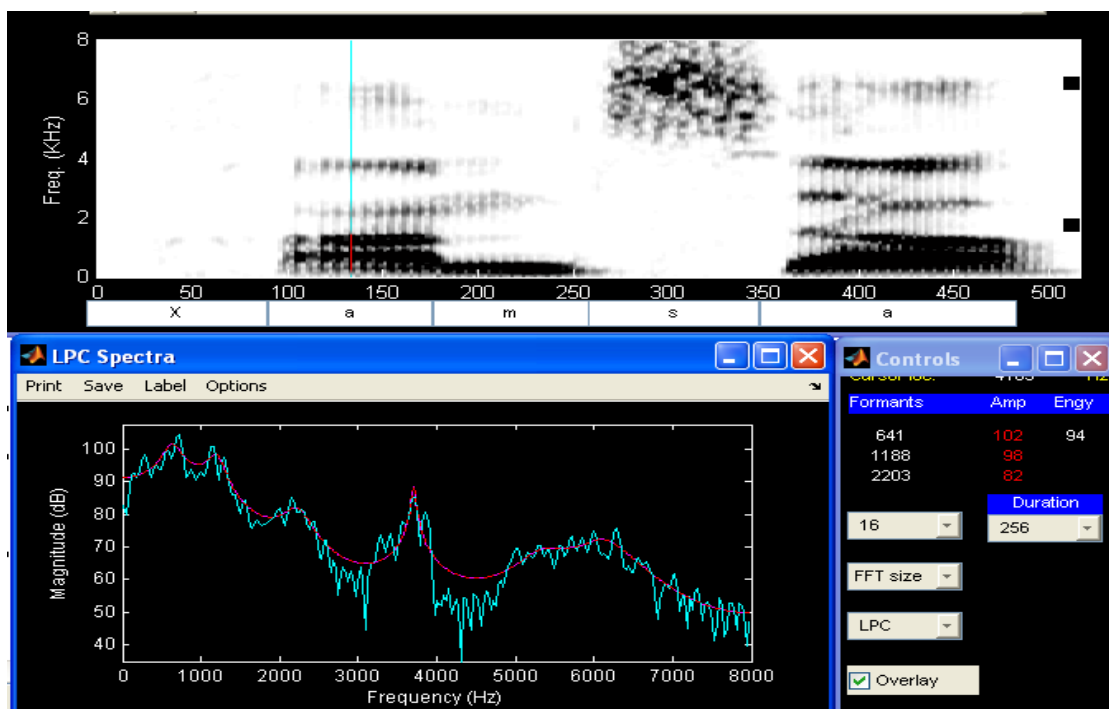 8
6
4
2
0
Freq. (KHz)
0 50 100 150 200 250 300 350 400 450 500
X a m s a
LPC Spectra
Print Save Label Options
100
90
80
70
60
50
40
Magnitude (dB)
0 1000 2000 3000 4000 5000 6000 7000 8000
Frequency (Hz)
Controls
Formants Amp Engy
641 102 94
1188 98
2203 82
Duration
16 256
FFT size
LPC
Overlay